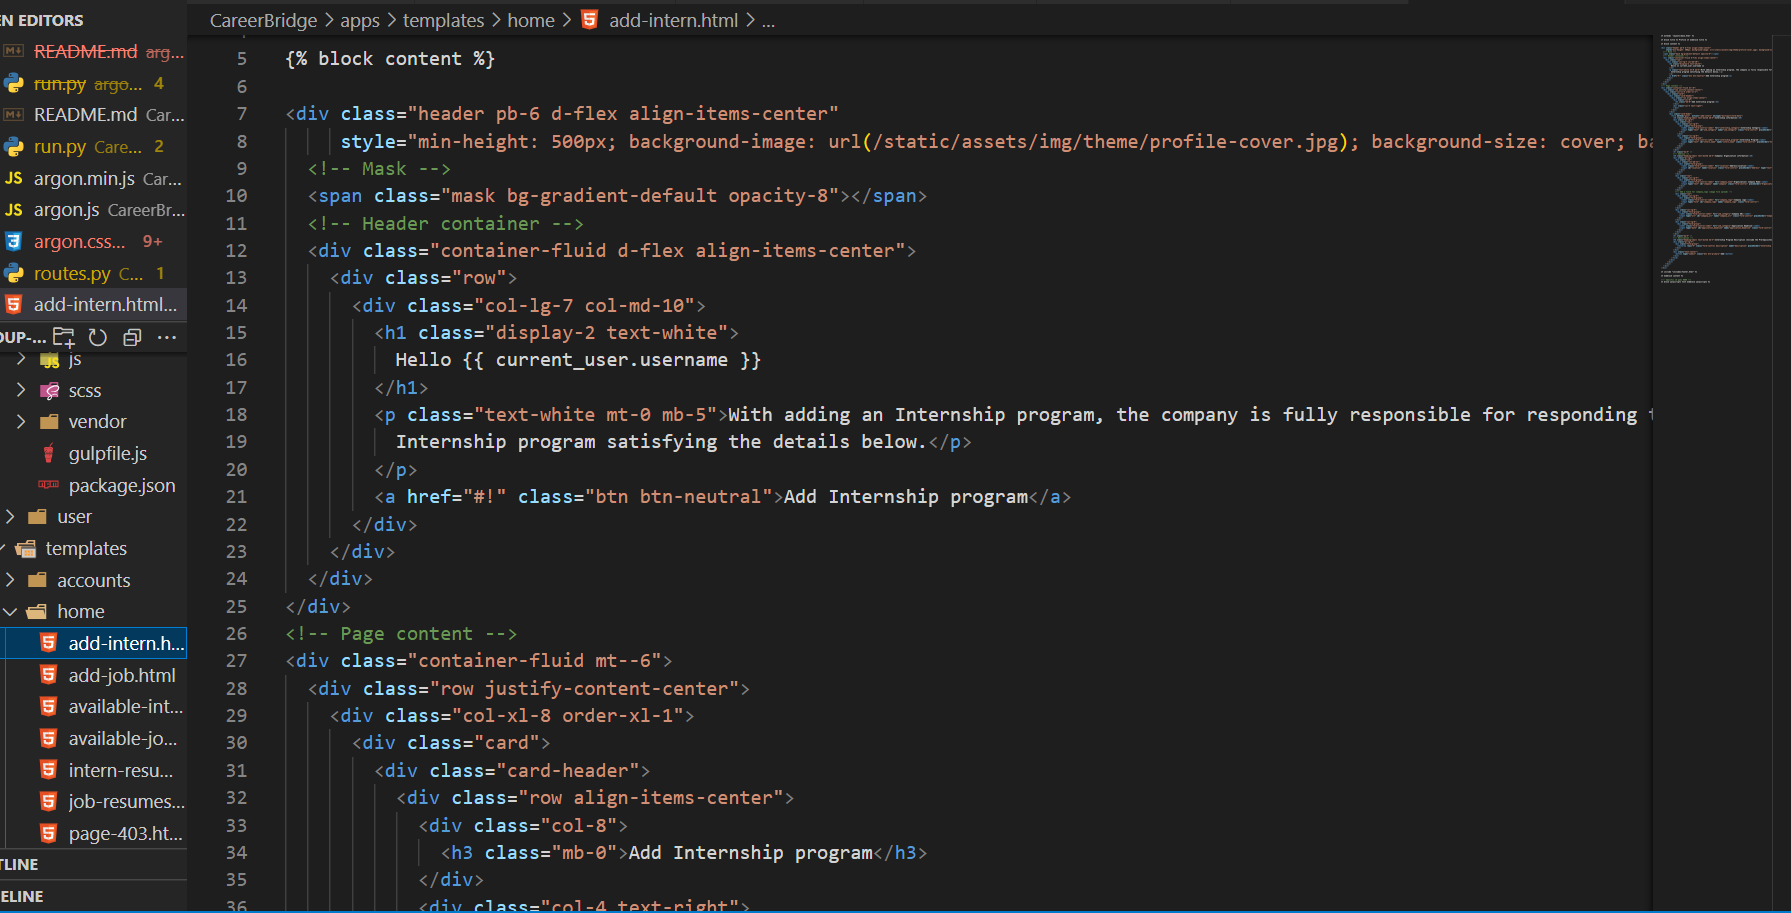 EN EDITORS
README.md arg...
run.py argo... 4
README.md Car...
run.py Care... 2
JS argon.min.js Car...
JS argon.js CareerBr...
argon.css... 9+
routes.py C... 1
add-intern.html...
OUP-...
js
scss
vendor
gulpfile.js
package.json
user
templates
accounts
home
add-intern.h...
add-job.html
available-int...
available-jo...
intern-resu...
job-resumes...
page-403.ht...
TLINE
ELINE
CareerBridge > apps > templates > home > add-intern.html > ...
5 {% block content %}
6
7 <div class="header pb-6 d-flex align-items-center"
8 style="min-height: 500px; background-image: url(/static/assets/img/theme/profile-cover.jpg); background-size: cover; ba
9 <!-- Mask -->
10 <span class="mask bg-gradient-default opacity-8"></span>
11 <!-- Header container -->
12 <div class="container-fluid d-flex align-items-center">
13 <div class="row">
14 <div class="col-lg-7 col-md-10">
15 <h1 class="display-2 text-white">
16 Hello {{ current_user.username }}
17 </h1>
18 <p class="text-white mt-0 mb-5">With adding an Internship program, the company is fully responsible for responding t
19 Internship program satisfying the details below.</p>
20 </p>
21 <a href="#!" class="btn btn-neutral">Add Internship program</a>
22 </div>
23 </div>
24 </div>
25 </div>
26 <!-- Page content -->
27 <div class="container-fluid mt--6">
28 <div class="row justify-content-center">
29 <div class="col-xl-8 order-xl-1">
30 <div class="card">
31 <div class="card-header">
32 <div class="row align-items-center">
33 <div class="col-8">
34 <h3 class="mb-0">Add Internship program</h3>
35 </div>
36 <div class="col-4 text-right">